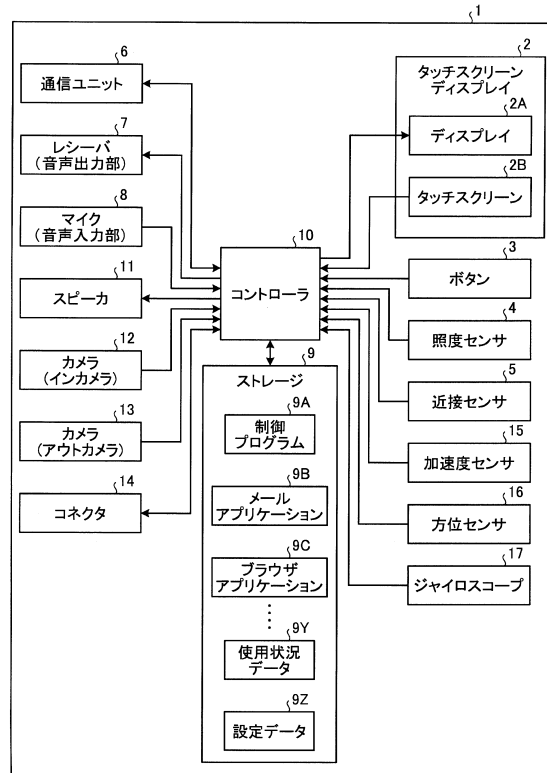 1
6
通信ユニット
7
レシーバ
(音声出力部)
8
マイク
(音声入力部)
11
スピーカ
12
カメラ
(インカメラ)
13
カメラ
(アウトカメラ)
14
コネクタ
10
コントローラ
9
ストレージ
9A
制御
プログラム
9B
メール
アプリケーション
9C
ブラウザ
アプリケーション
9Y
使用状況
データ
9Z
設定データ
2
タッチスクリーン
ディスプレイ
2A
ディスプレイ
2B
タッチスクリーン
3
ボタン
4
照度センサ
5
近接センサ
15
加速度センサ
16
方位センサ
17
ジャイロスコープ